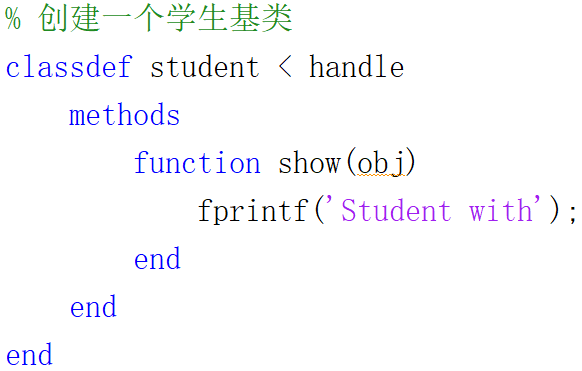 % 创建一个学生基类
classdef student < handle
    methods
        function show(obj)
            fprintf('Student with');
        end
    end
end